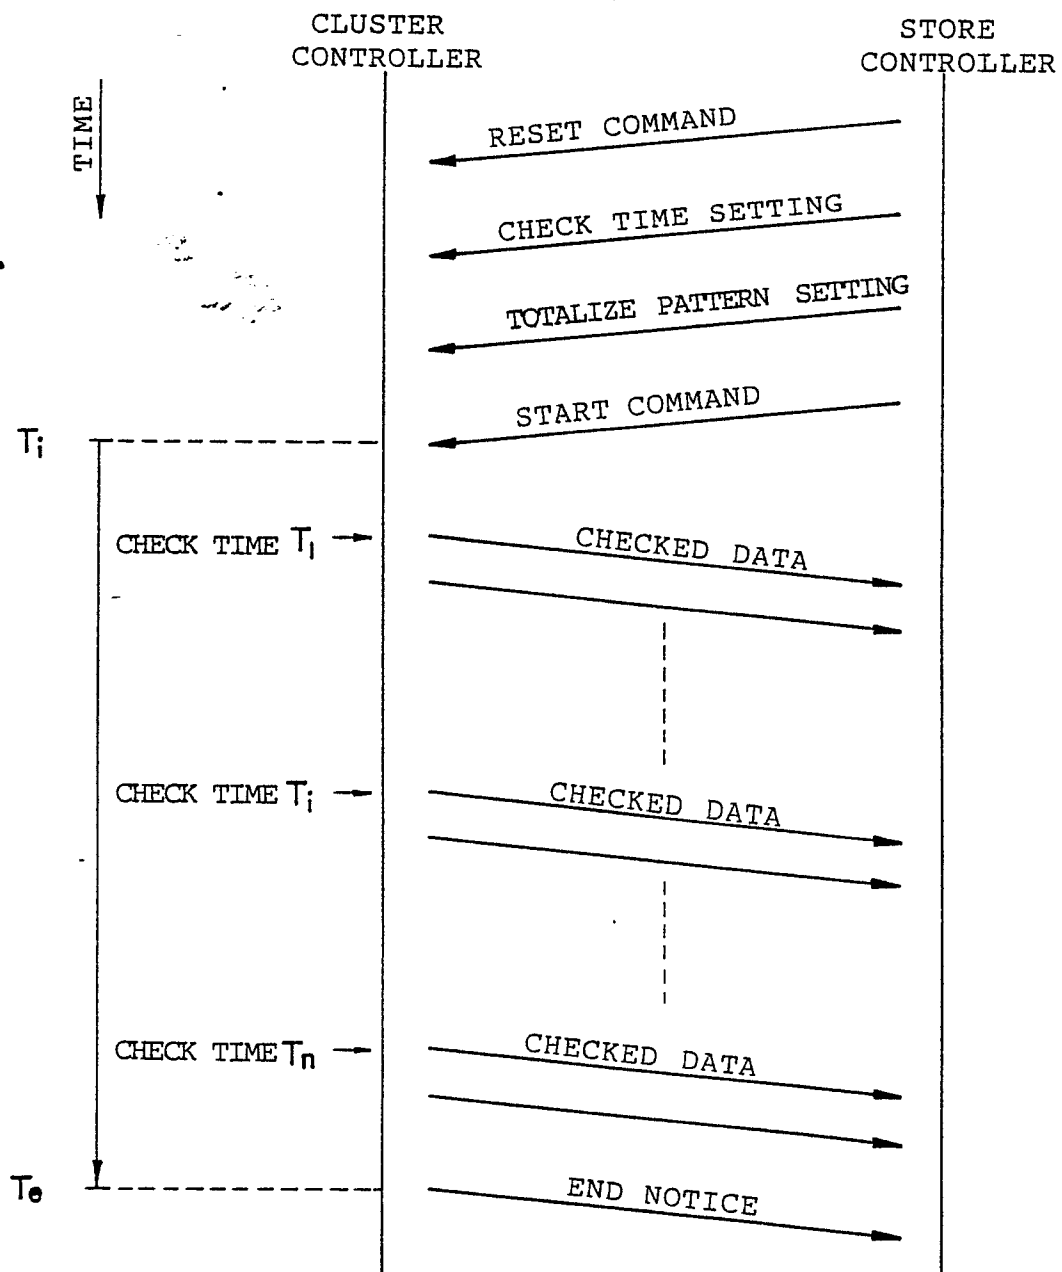 CLUSTER
CONTROLLER
STORE
CONTROLLER
TIME
RESET COMMAND
CHECK TIME SETTING
TOTALIZE PATTERN SETTING
START COMMAND
Ti
CHECK TIME T1
CHECKED DATA
CHECK TIME Ti
CHECKED DATA
CHECK TIME Tn
CHECKED DATA
Te
END NOTICE